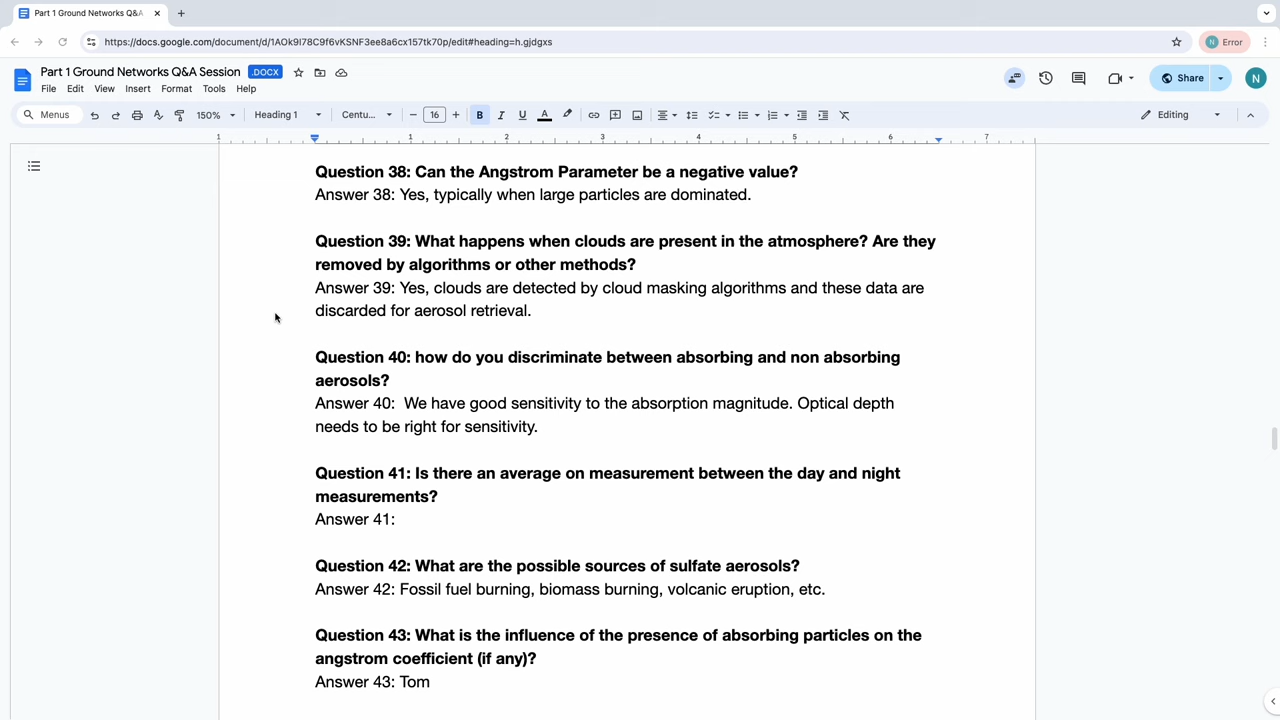 Part 1 Ground Networks Q&A
https://docs.google.com/document/d/1AOk9I78C9f6vKSNF3ee8a6cx157tk70p/edit#heading=h.gjdgxs
N Error
Part 1 Ground Networks Q&A Session .DOCX
Share N
File Edit View Insert Format Tools Help
Menus 150% Heading 1 Centu... 16 B I U A Editing
1 1 2 3 4 5 6 7
Question 38: Can the Angstrom Parameter be a negative value?
Answer 38: Yes, typically when large particles are dominated.
Question 39: What happens when clouds are present in the atmosphere? Are they
removed by algorithms or other methods?
Answer 39: Yes, clouds are detected by cloud masking algorithms and these data are
discarded for aerosol retrieval.
Question 40: how do you discriminate between absorbing and non absorbing
aerosols?
Answer 40:  We have good sensitivity to the absorption magnitude. Optical depth
needs to be right for sensitivity.
Question 41: Is there an average on measurement between the day and night
measurements?
Answer 41:
Question 42: What are the possible sources of sulfate aerosols?
Answer 42: Fossil fuel burning, biomass burning, volcanic eruption, etc.
Question 43: What is the influence of the presence of absorbing particles on the
angstrom coefficient (if any)?
Answer 43: Tom